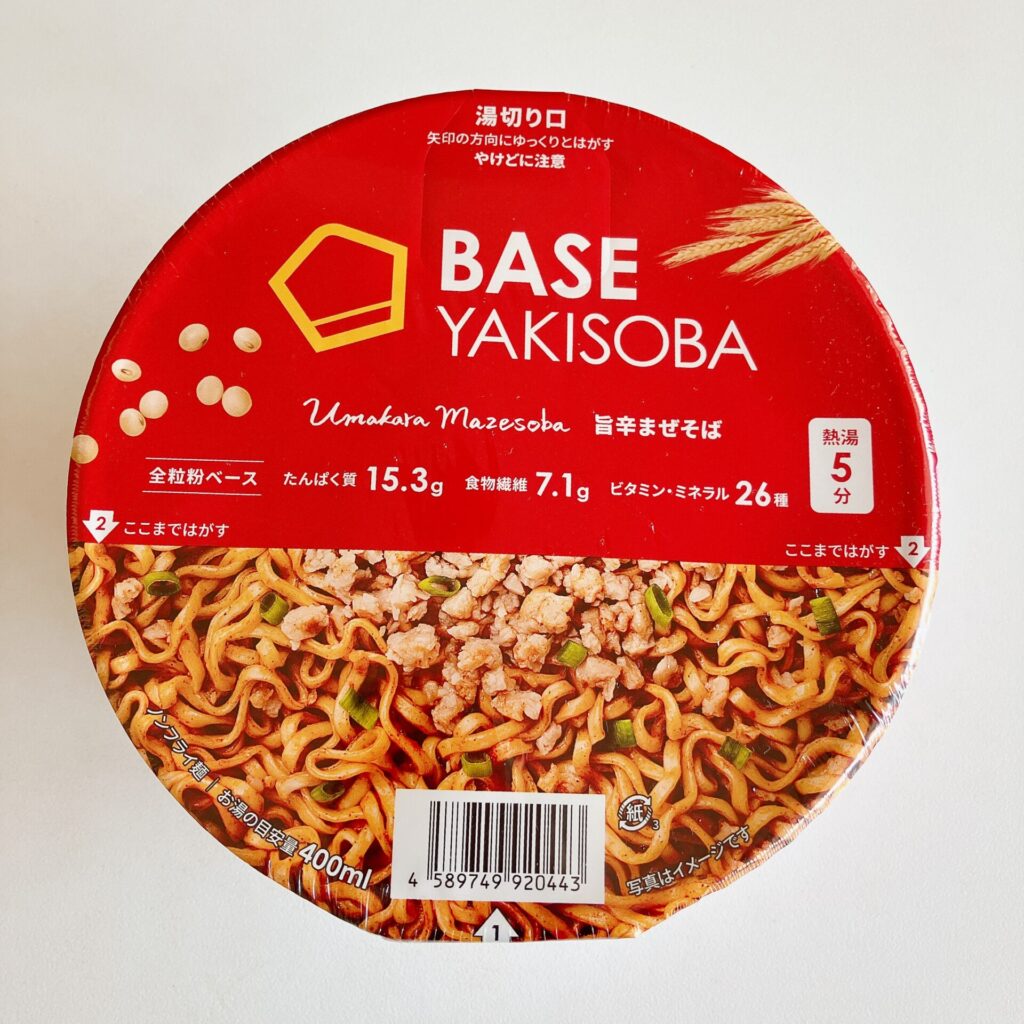 湯切り口
矢印の方向にゆっくりとはがす
やけどに注意
BASE
YAKISOBA
Umakara Mazesoba 旨辛まぜそば
熱湯
5
分
全粒粉ベース たんぱく質 15.3g 食物繊維 7.1g ビタミン・ミネラル 26種
2 ここまではがす
ここまではがす 2
ノンフライ麺 | お湯の目安量 400ml
紙 3
写真はイメージです
4 589749 920443
1